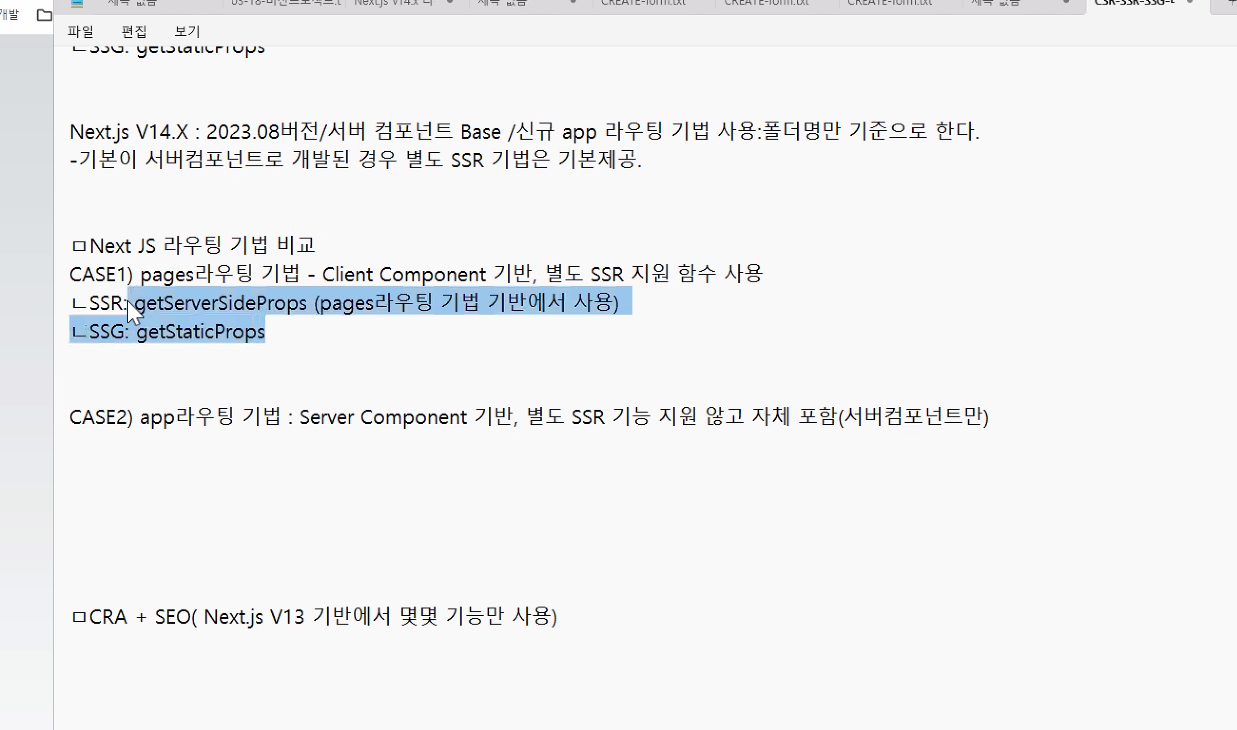 개발
제목 없음
Next.js V14.x 다
제목 없음
CREATE-form.txt
CREATE-form.txt
CREATE-form.txt
제목 없음
CSR-SSR-SSG-t
파일 편집 보기
ㄴSSG: getStaticProps
Next.js V14.X : 2023.08버전/서버 컴포넌트 Base /신규 app 라우팅 기법 사용:폴더명만 기준으로 한다.
-기본이 서버컴포넌트로 개발된 경우 별도 SSR 기법은 기본제공.
ㅁNext JS 라우팅 기법 비교
CASE1) pages라우팅 기법 - Client Component 기반, 별도 SSR 지원 함수 사용
ㄴSSR: getServerSideProps (pages라우팅 기법 기반에서 사용)
ㄴSSG: getStaticProps
CASE2) app라우팅 기법 : Server Component 기반, 별도 SSR 기능 지원 않고 자체 포함(서버컴포넌트만)
ㅁCRA + SEO( Next.js V13 기반에서 몇몇 기능만 사용)